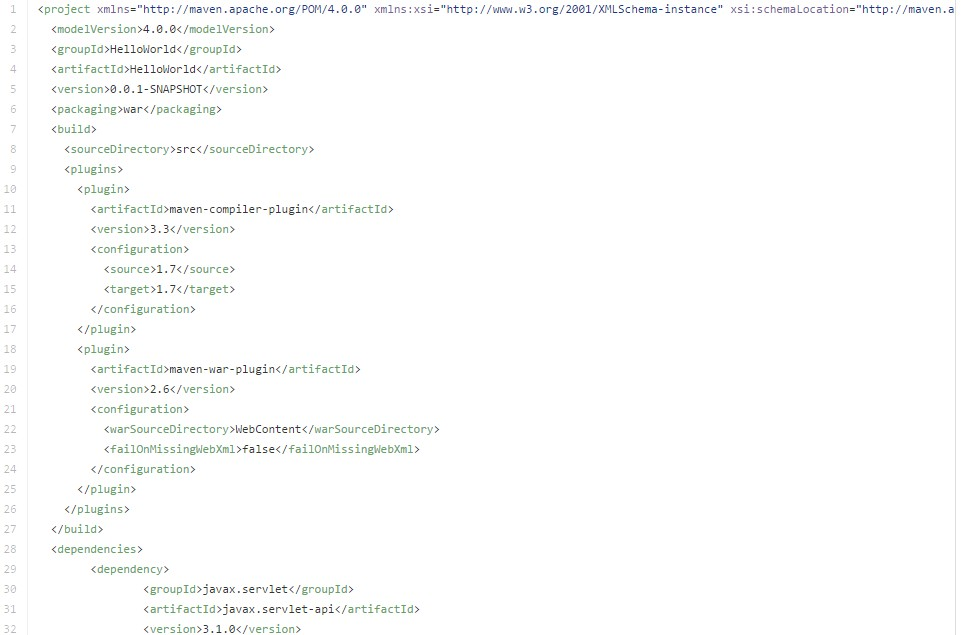 1 <project xmlns="http://maven.apache.org/POM/4.0.0" xmlns:xsi="http://www.w3.org/2001/XMLSchema-instance" xsi:schemaLocation="http://maven.a
2 <modelVersion>4.0.0</modelVersion>
3 <groupId>HelloWorld</groupId>
4 <artifactId>HelloWorld</artifactId>
5 <version>0.0.1-SNAPSHOT</version>
6 <packaging>war</packaging>
7 <build>
8 <sourceDirectory>src</sourceDirectory>
9 <plugins>
10 <plugin>
11 <artifactId>maven-compiler-plugin</artifactId>
12 <version>3.3</version>
13 <configuration>
14 <source>1.7</source>
15 <target>1.7</target>
16 </configuration>
17 </plugin>
18 <plugin>
19 <artifactId>maven-war-plugin</artifactId>
20 <version>2.6</version>
21 <configuration>
22 <warSourceDirectory>WebContent</warSourceDirectory>
23 <failOnMissingWebXml>false</failOnMissingWebXml>
24 </configuration>
25 </plugin>
26 </plugins>
27 </build>
28 <dependencies>
29 <dependency>
30 <groupId>javax.servlet</groupId>
31 <artifactId>javax.servlet-api</artifactId>
32 <version>3.1.0</version>